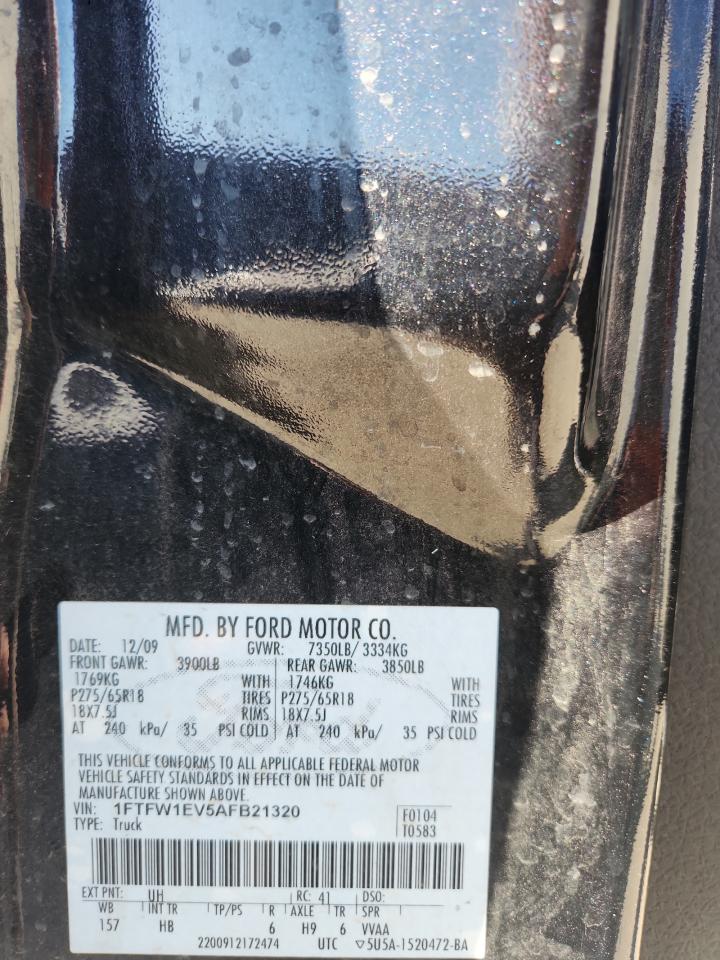 MFD. BY FORD MOTOR CO.
DATE: 12/09 GVWR: 7350LB/ 3334KG
FRONT GAWR: 3900LB REAR GAWR: 3850LB
1769KG WITH 1746KG WITH
P275/65R18 TIRES P275/65R18 TIRES
18X7.5J RIMS 18X7.5J RIMS
AT 240 kPa/ 35 PSI COLD AT 240 kPa/ 35 PSI COLD
THIS VEHICLE CONFORMS TO ALL APPLICABLE FEDERAL MOTOR
VEHICLE SAFETY STANDARDS IN EFFECT ON THE DATE OF
MANUFACTURE SHOWN ABOVE.
VIN: 1FTFW1EV5AFB21320 F0104
TYPE: Truck T0583
EXT PNT: UH RC: 41 DSO:
WB INT TR TP/PS R AXLE TR SPR
157 HB 6 H9 6 VVAA
2200912172474 UTC ▽5U5A-1520472-BA